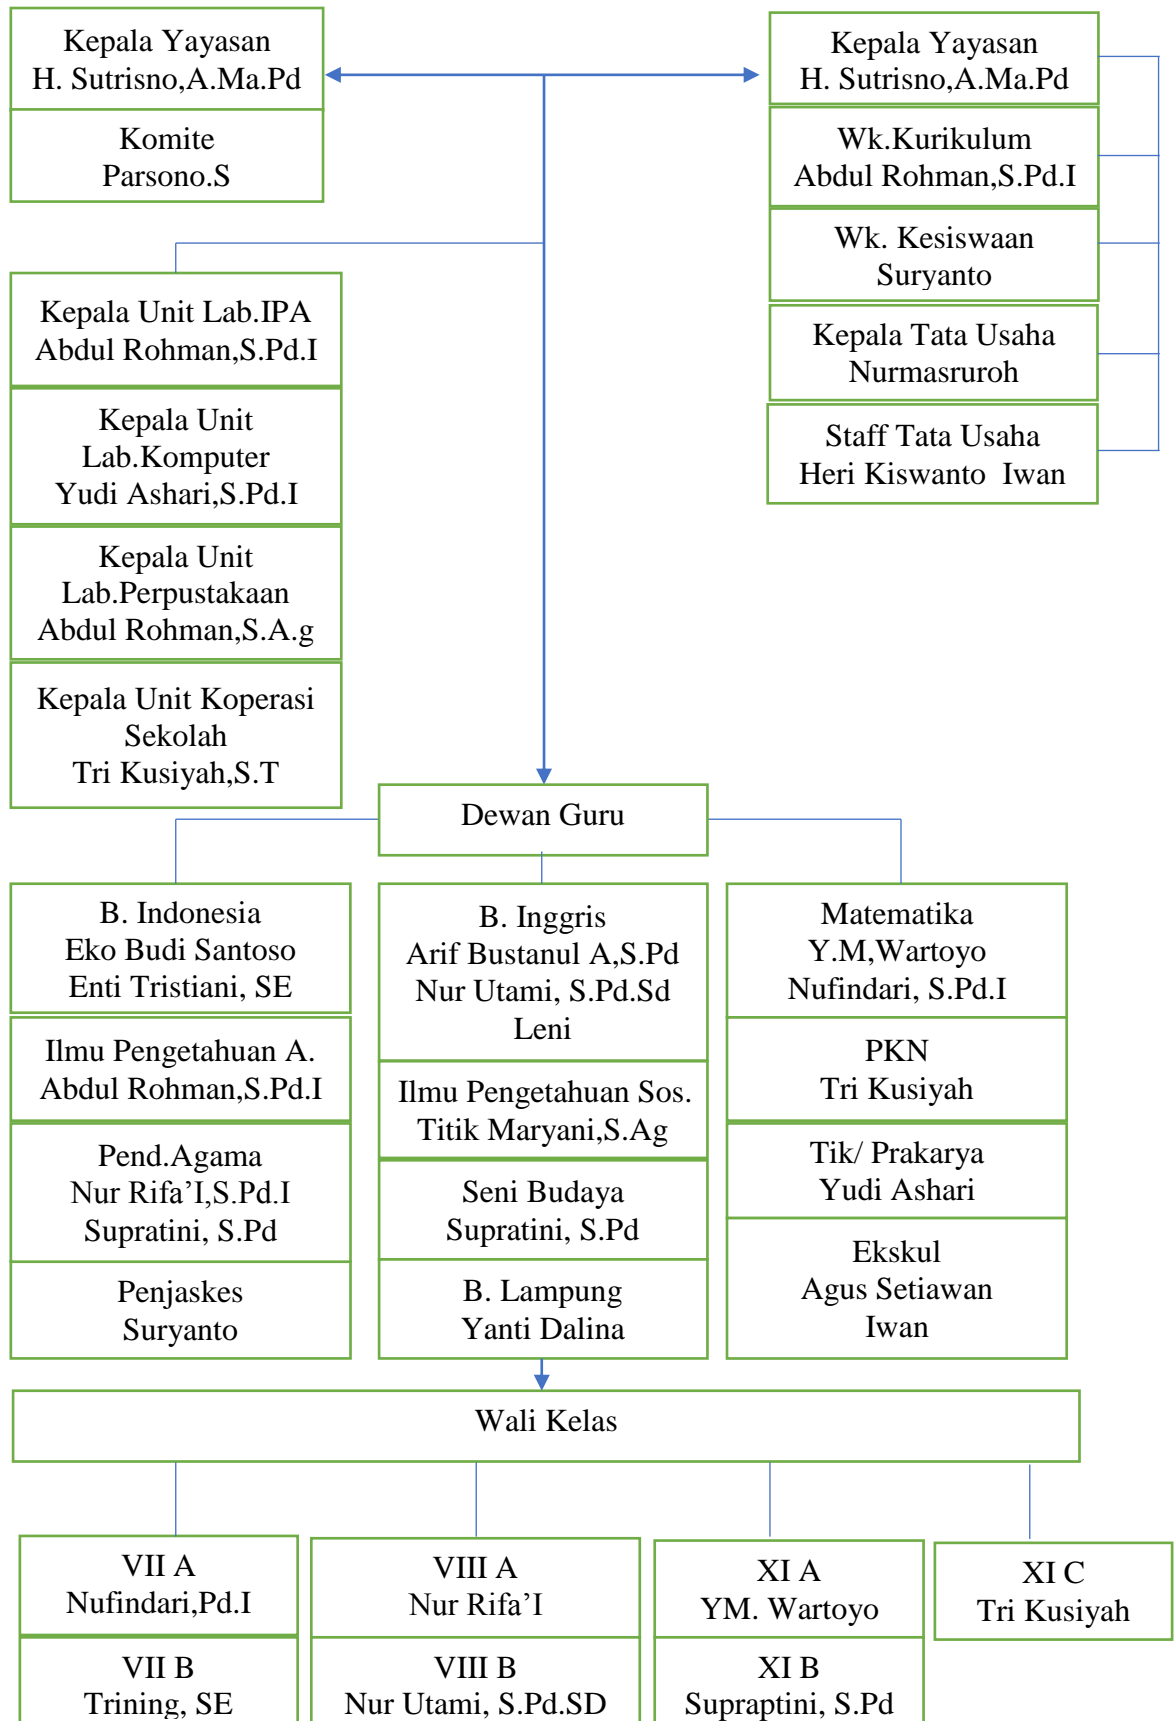 Kepala Yayasan
H. Sutrisno,A.Ma.Pd
Komite
Parsono.S
Kepala Yayasan
H. Sutrisno,A.Ma.Pd
Wk.Kurikulum
Abdul Rohman,S.Pd.I
Wk. Kesiswaan
Suryanto
Kepala Tata Usaha
Nurmasruroh
Staff Tata Usaha
Heri Kiswanto  Iwan
Kepala Unit Lab.IPA
Abdul Rohman,S.Pd.I
Kepala Unit
Lab.Komputer
Yudi Ashari,S.Pd.I
Kepala Unit
Lab.Perpustakaan
Abdul Rohman,S.A.g
Kepala Unit Koperasi
Sekolah
Tri Kusiyah,S.T
Dewan Guru
B. Indonesia
Eko Budi Santoso
Enti Tristiani, SE
Ilmu Pengetahuan A.
Abdul Rohman,S.Pd.I
Pend.Agama
Nur Rifa’I,S.Pd.I
Supratini, S.Pd
Penjaskes
Suryanto
B. Inggris
Arif Bustanul A,S.Pd
Nur Utami, S.Pd.Sd
Leni
Ilmu Pengetahuan Sos.
Titik Maryani,S.Ag
Seni Budaya
Supratini, S.Pd
B. Lampung
Yanti Dalina
Matematika
Y.M,Wartoyo
Nufindari, S.Pd.I
PKN
Tri Kusiyah
Tik/ Prakarya
Yudi Ashari
Ekskul
Agus Setiawan
Iwan
Wali Kelas
VII A
Nufindari,Pd.I
VII B
Trining, SE
VIII A
Nur Rifa’I
VIII B
Nur Utami, S.Pd.SD
XI A
YM. Wartoyo
XI B
Supraptini, S.Pd
XI C
Tri Kusiyah